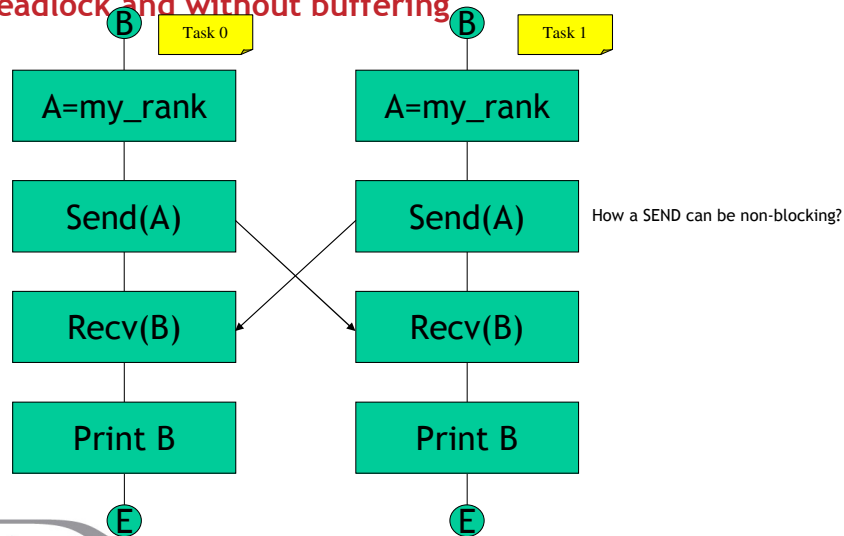 and without buffering
B
Task 0
B
Task 1
A=my_rank
A=my_rank
Send(A)
Send(A)
How a SEND can be non-blocking?
Recv(B)
Recv(B)
Print B
Print B
E
E